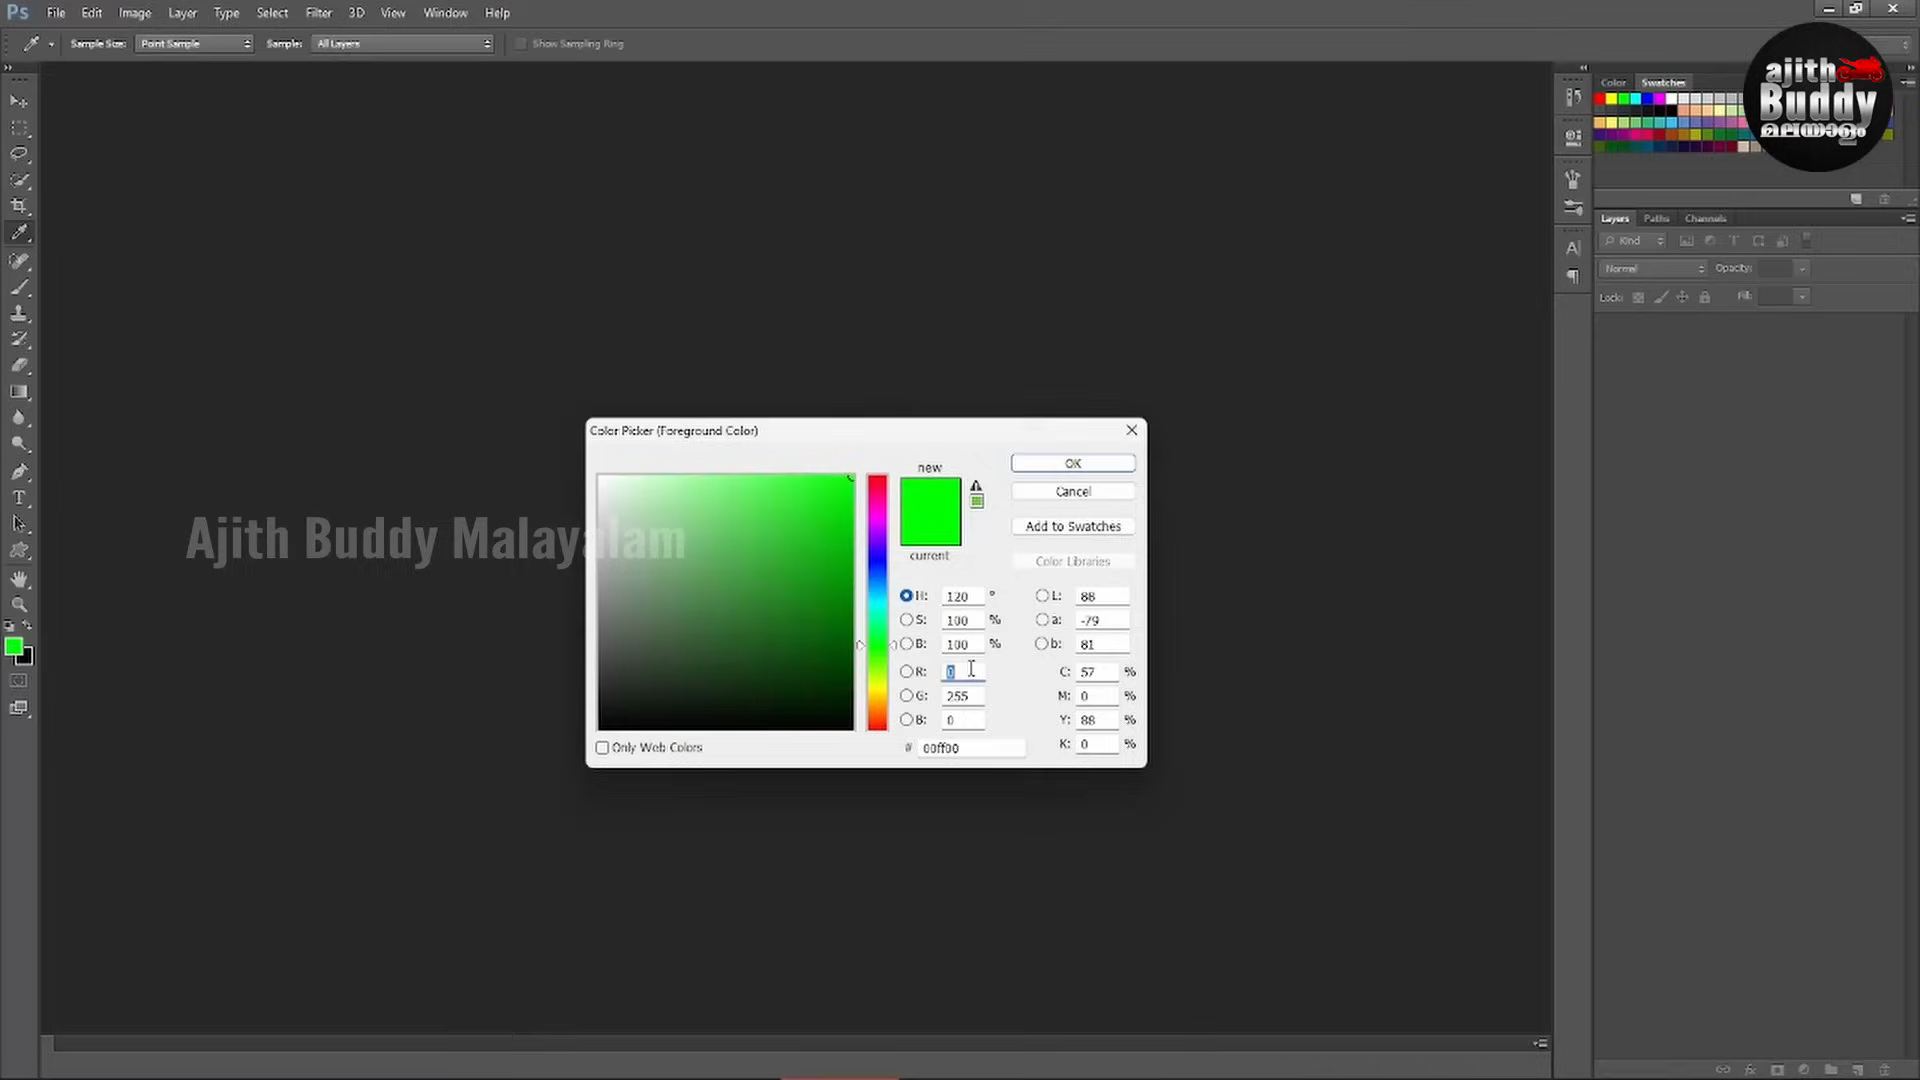 Ps File Edit Image Layer Type Select Filter 3D View Window Help
Sample Size: Point Sample Sample: All Layers Show Sampling Ring
ajith
Buddy
മലയാളം
Color Swatches
Layers Paths Channels
Kind
Normal Opacity:
Lock: Fill:
Color Picker (Foreground Color)
new
current
OK
Cancel
Add to Swatches
Color Libraries
Ajith Buddy Malayalam
H: 120 ° L: 88
S: 100 % a: -79
B: 100 % b: 81
R: 0 C: 57 %
G: 255 M: 0 %
B: 0 Y: 88 %
# 00ff00 K: 0 %
Only Web Colors